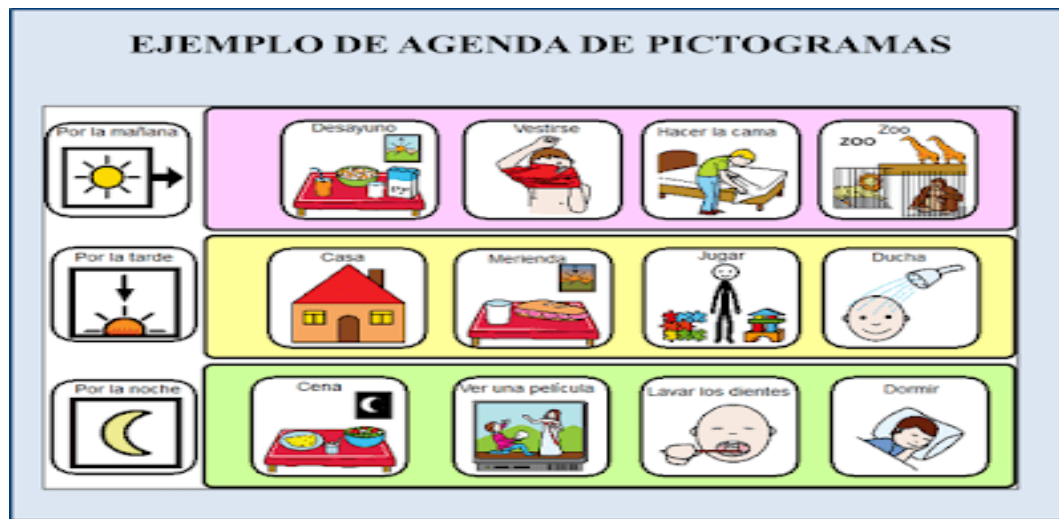 EJEMPLO DE AGENDA DE PICTOGRAMAS
Por la mañana
Desayuno
Vestirse
Hacer la cama
Zoo
ZOO
Por la tarde
Casa
Merienda
Jugar
Ducha
Por la noche
Cena
Ver una película
Lavar los dientes
Dormir